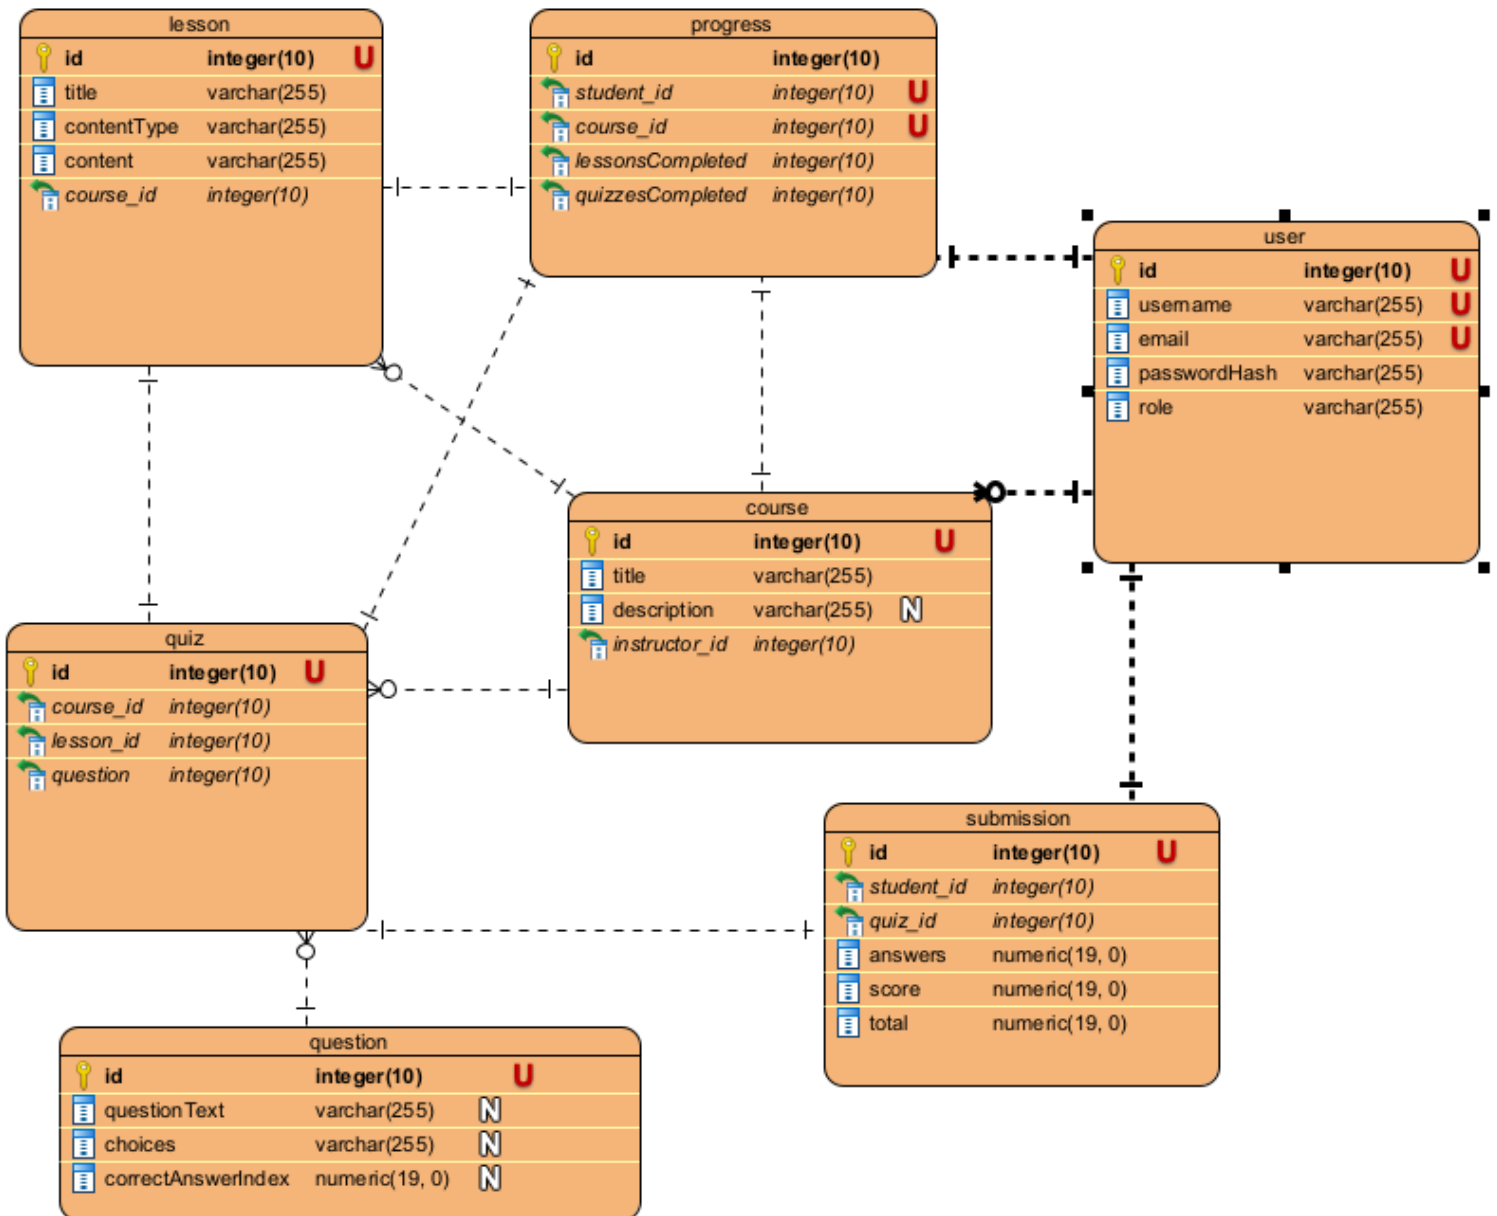 lesson
id integer(10) U
title varchar(255)
contentType varchar(255)
content varchar(255)
course_id integer(10)
progress
id integer(10)
student_id integer(10) U
course_id integer(10) U
lessonsCompleted integer(10)
quizzesCompleted integer(10)
user
id integer(10) U
username varchar(255) U
email varchar(255) U
passwordHash varchar(255)
role varchar(255)
course
id integer(10) U
title varchar(255)
description varchar(255) N
instructor_id integer(10)
quiz
id integer(10) U
course_id integer(10)
lesson_id integer(10)
question integer(10)
submission
id integer(10) U
student_id integer(10)
quiz_id integer(10)
answers numeric(19, 0)
score numeric(19, 0)
total numeric(19, 0)
question
id integer(10) U
questionText varchar(255) N
choices varchar(255) N
correctAnswerIndex numeric(19, 0) N